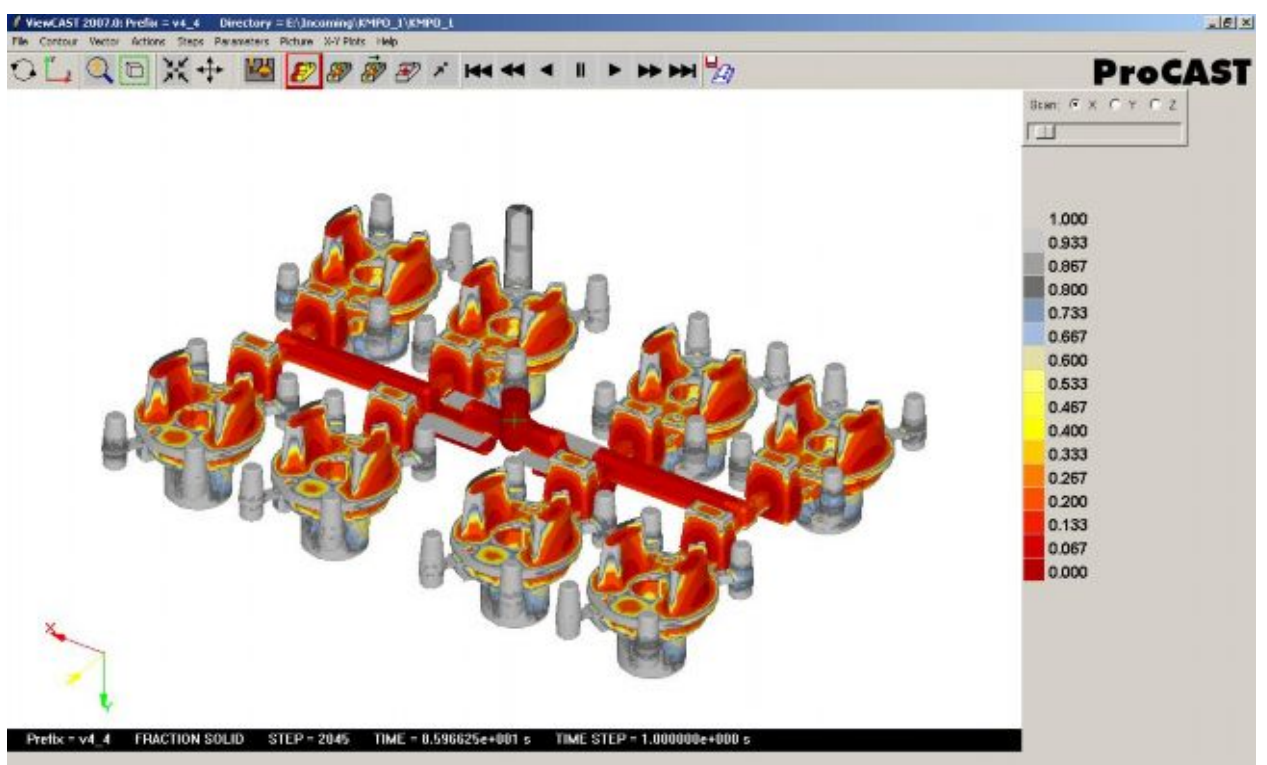 ViewCAST 2007.0: Prefix = v4_4 Directory = E:\Incoming\KMPO_1\KMPO_1
File Contour Vector Actions Steps Parameters Picture X-Y Plots Help
ProCAST
Scan: X Y Z
1.000
0.933
0.867
0.800
0.733
0.667
0.600
0.533
0.467
0.400
0.333
0.267
0.200
0.133
0.067
0.000
X
Y
Prefix = v4_4 FRACTION SOLID STEP = 2045 TIME = 8.596625e+001 s TIME STEP = 1.000000e+000 s